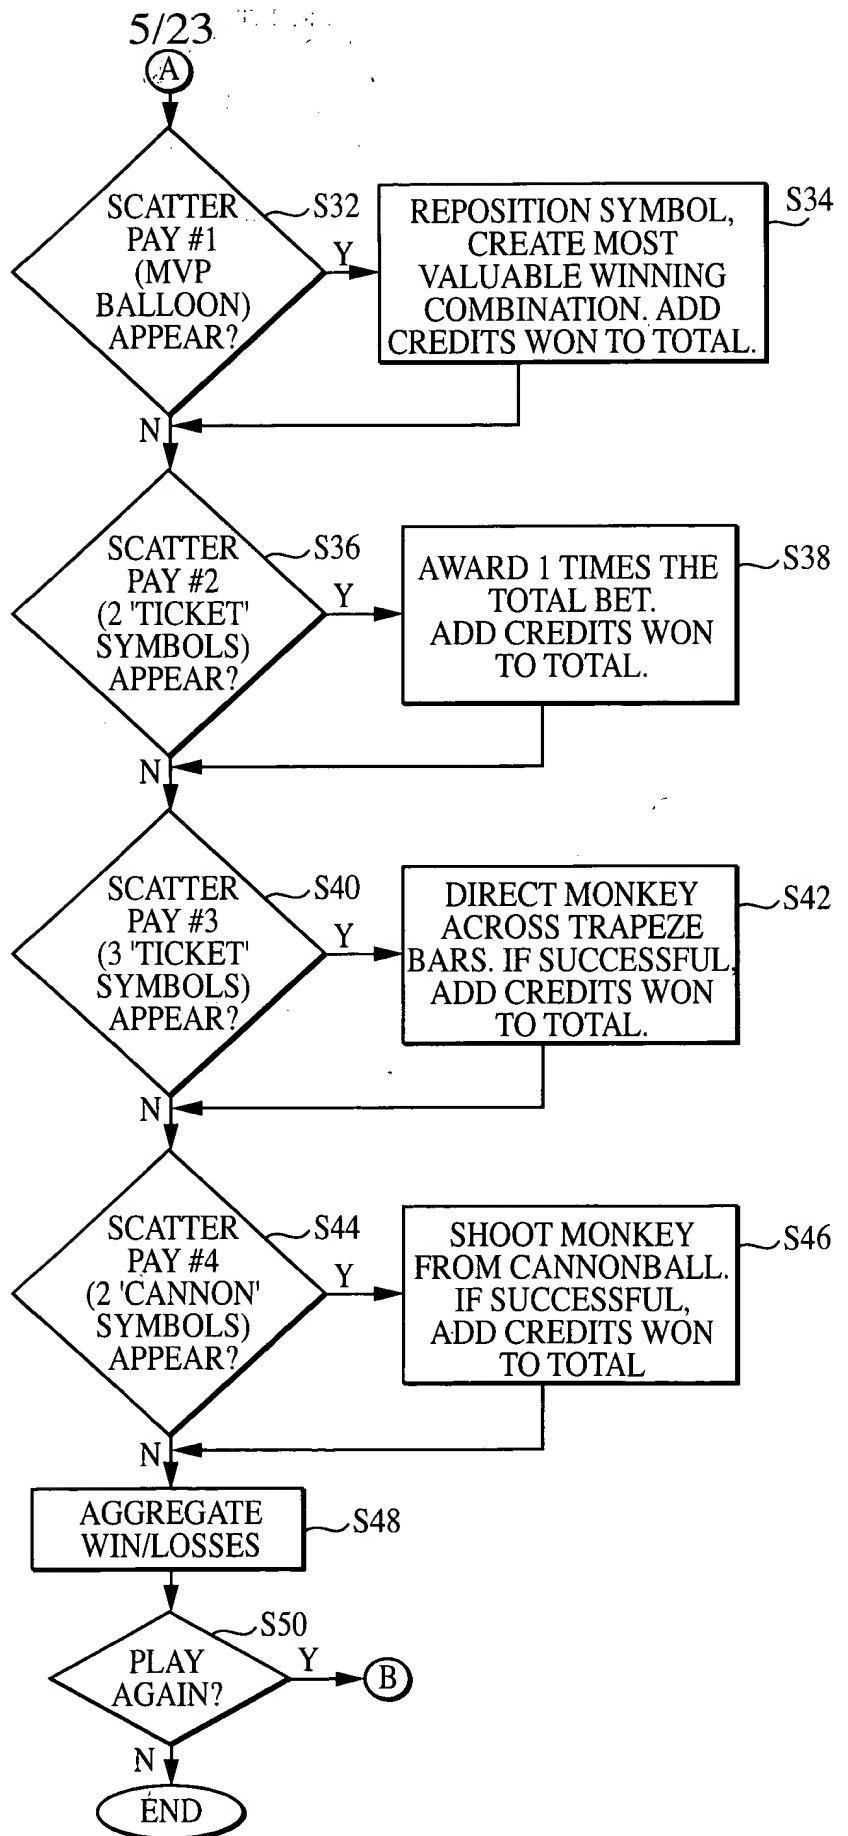 5/23
A
SCATTER
PAY #1
(MVP
BALLOON)
APPEAR?
S32
Y
REPOSITION SYMBOL,
CREATE MOST
VALUABLE WINNING
COMBINATION. ADD
CREDITS WON TO TOTAL.
S34
N
SCATTER
PAY #2
(2 'TICKET'
SYMBOLS)
APPEAR?
S36
Y
AWARD 1 TIMES THE
TOTAL BET.
ADD CREDITS WON
TO TOTAL.
S38
N
SCATTER
PAY #3
(3 'TICKET'
SYMBOLS)
APPEAR?
S40
Y
DIRECT MONKEY
ACROSS TRAPEZE
BARS. IF SUCCESSFUL,
ADD CREDITS WON
TO TOTAL.
S42
N
SCATTER
PAY #4
(2 'CANNON'
SYMBOLS)
APPEAR?
S44
Y
SHOOT MONKEY
FROM CANNONBALL.
IF SUCCESSFUL,
ADD CREDITS WON
TO TOTAL
S46
N
AGGREGATE
WIN/LOSSES
S48
PLAY
AGAIN?
S50
Y
B
N
END